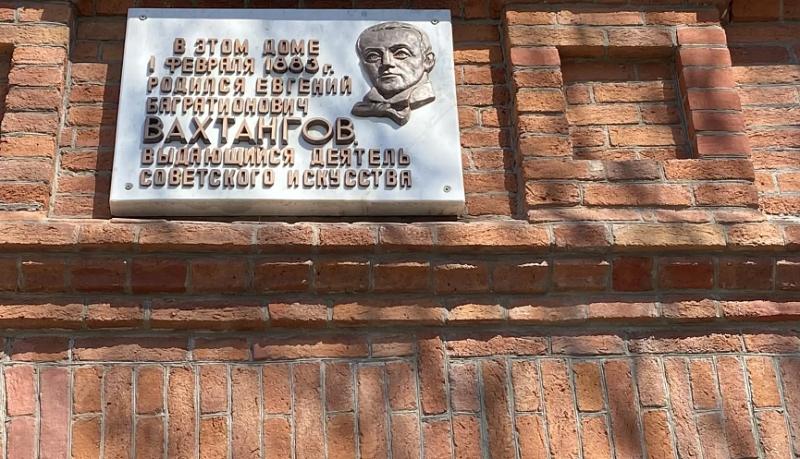 В ЭТОМ ДОМЕ
1 ФЕВРАЛЯ 1883 г.
РОДИЛСЯ ЕВГЕНИЙ
БАГРАТИОНОВИЧ
ВАХТАНГОВ,
ВЫДАЮЩИЙСЯ ДЕЯТЕЛЬ
СОВЕТСКОГО ИСКУССТВА